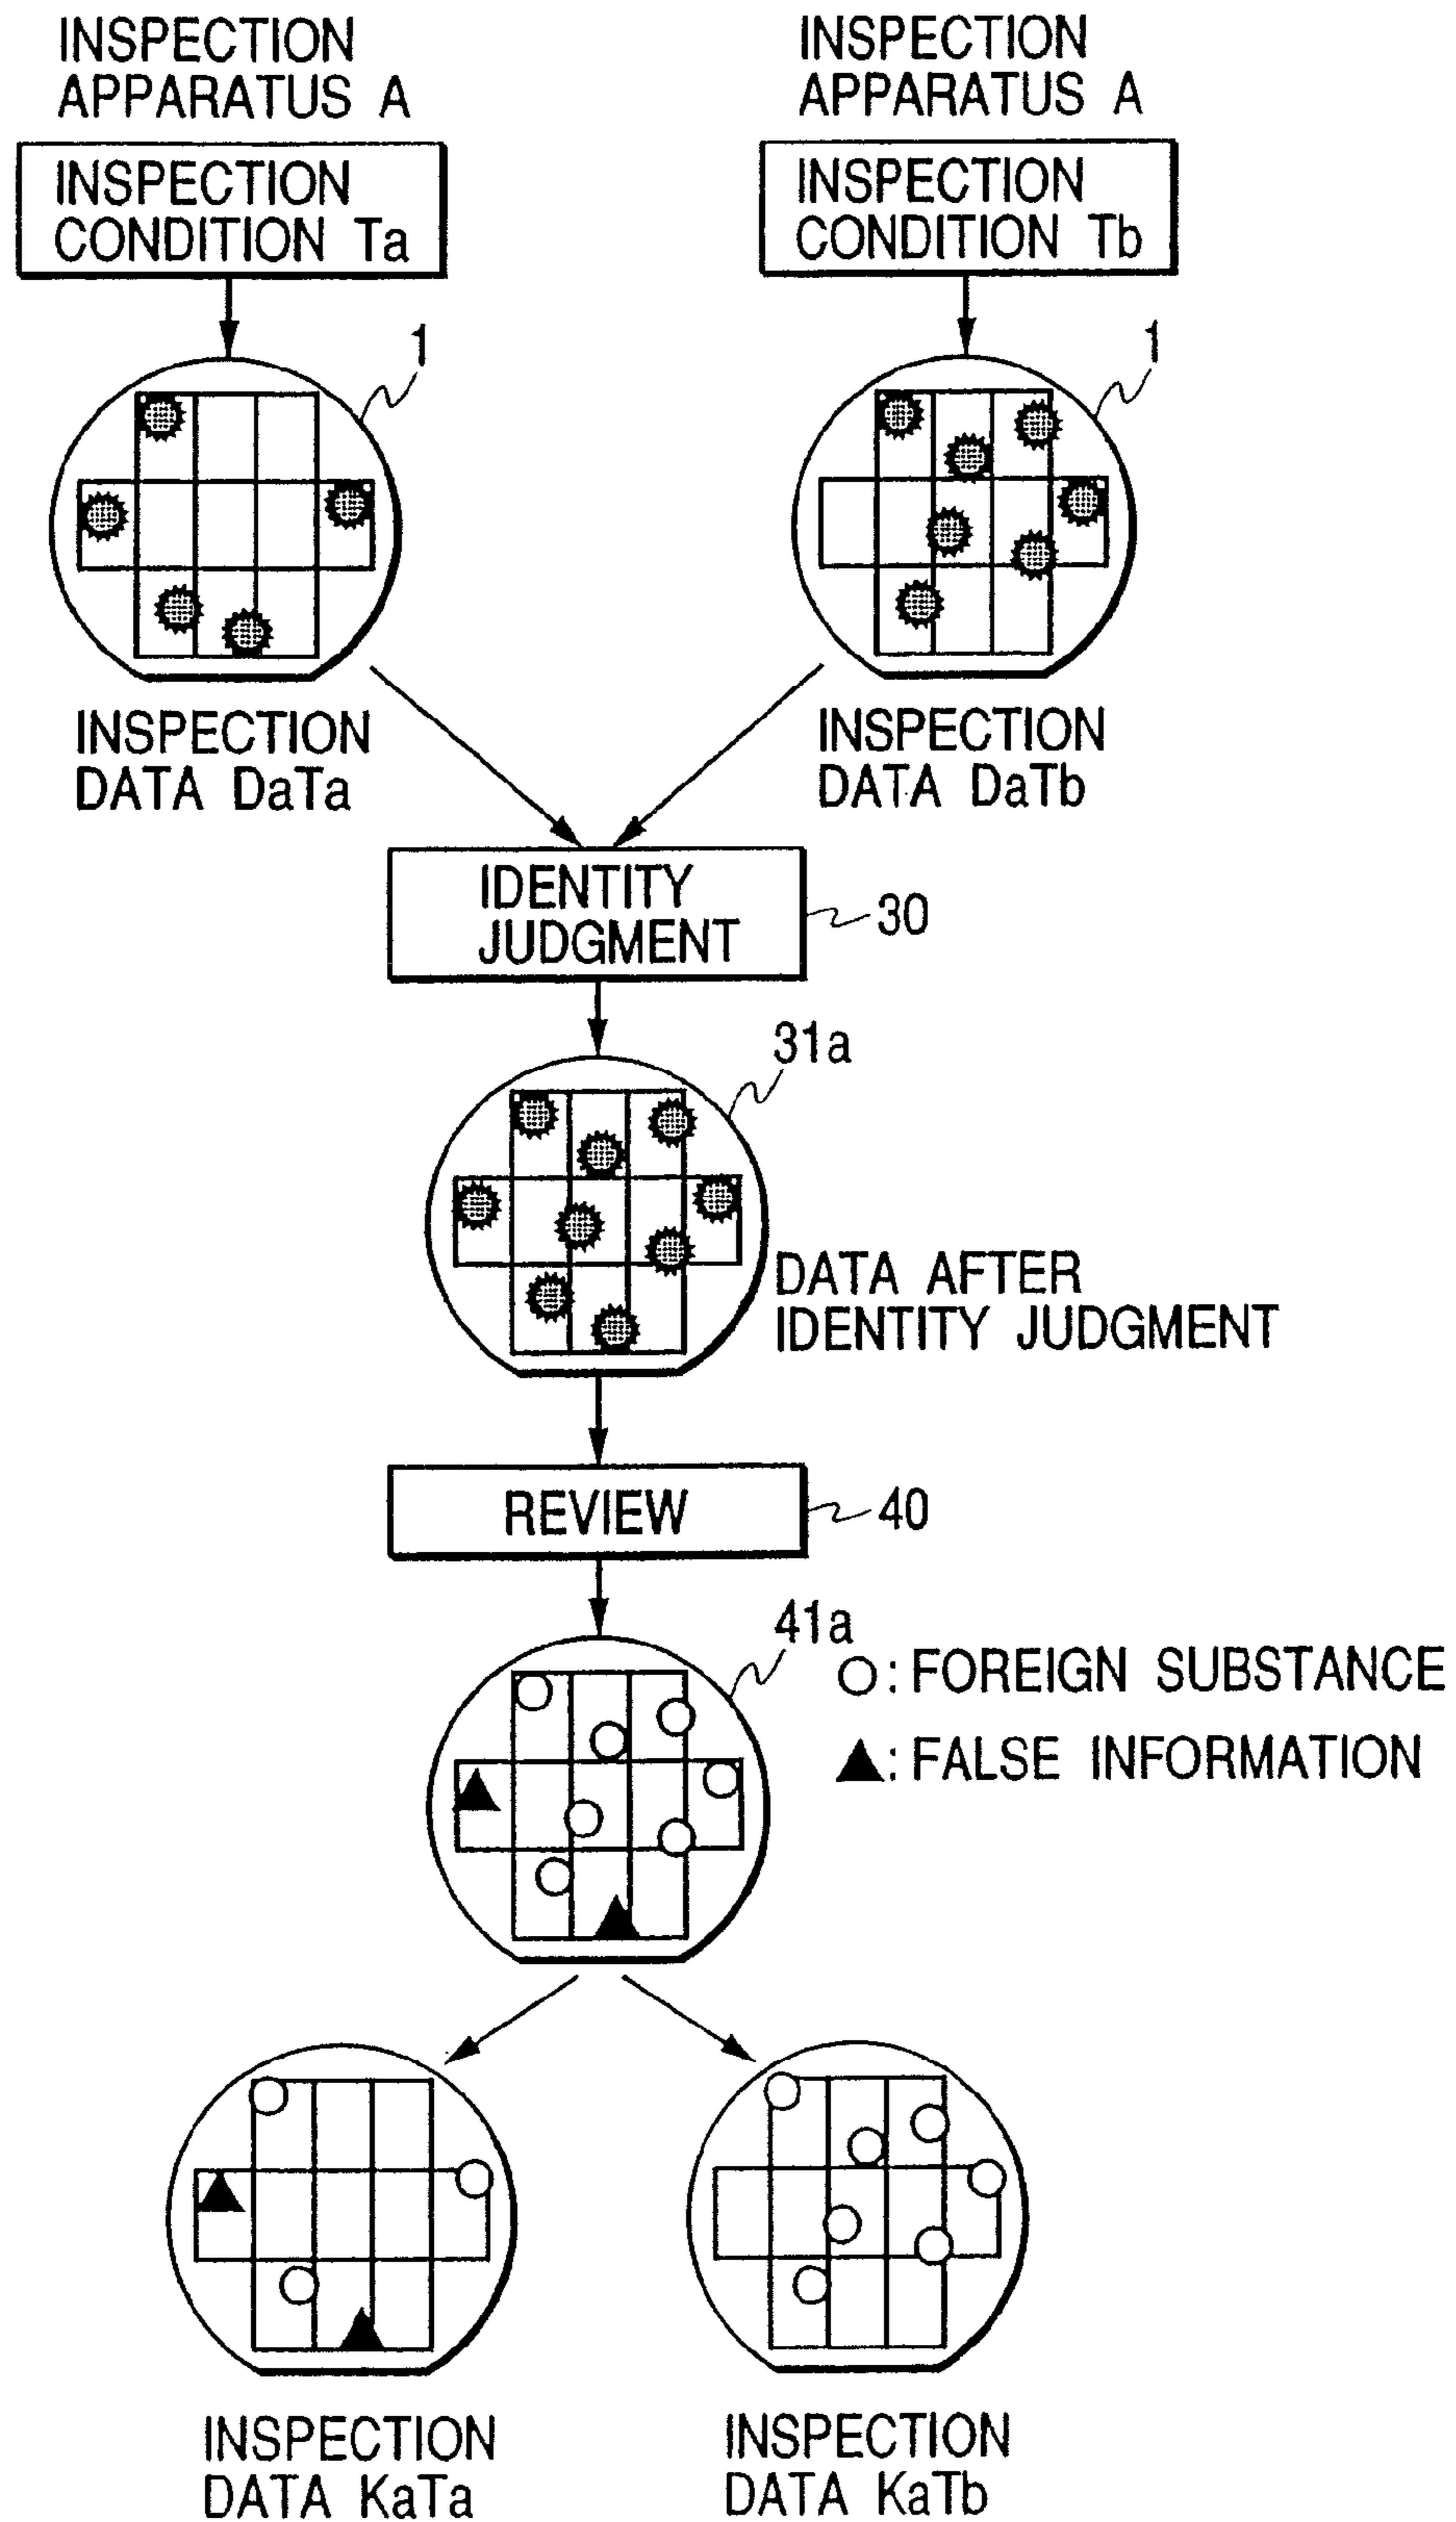 INSPECTION
APPARATUS A
INSPECTION
CONDITION Ta
1
INSPECTION
DATA DaTa
INSPECTION
APPARATUS A
INSPECTION
CONDITION Tb
1
INSPECTION
DATA DaTb
IDENTITY
JUDGMENT
30
31a
DATA AFTER
IDENTITY JUDGMENT
REVIEW
40
41a
○: FOREIGN SUBSTANCE
▲: FALSE INFORMATION
INSPECTION
DATA KaTa
INSPECTION
DATA KaTb